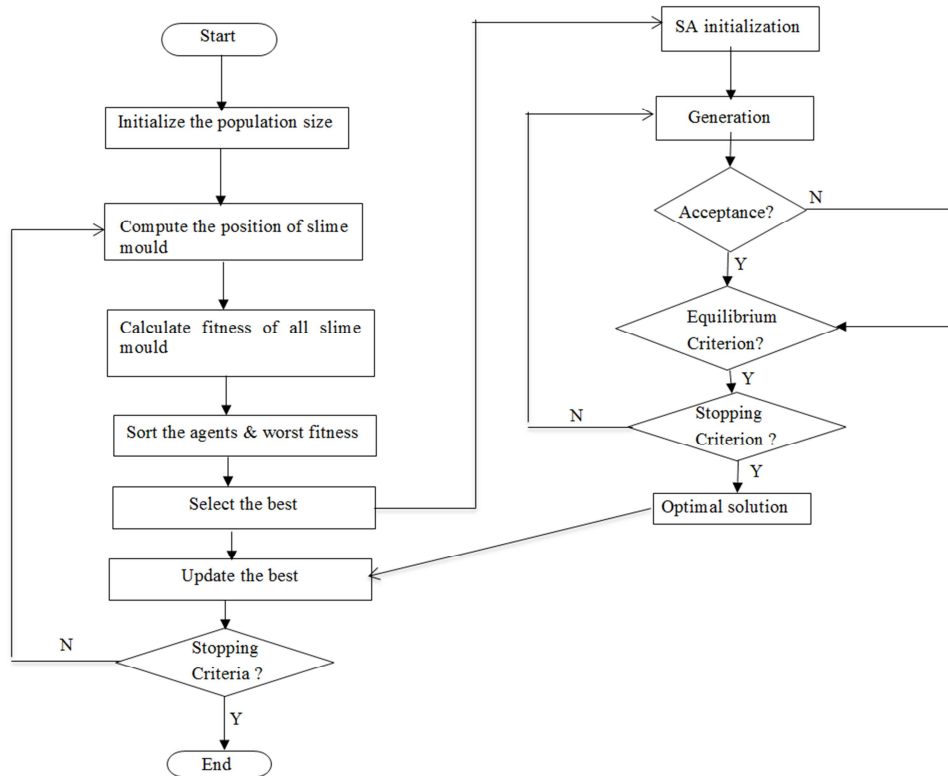 Start
Initialize the population size
Compute the position of slime
mould
Calculate fitness of all slime
mould
Sort the agents & worst fitness
Select the best
Update the best
Stopping
Criteria ?
N
Y
End
SA initialization
Generation
Acceptance?
N
Y
Equilibrium
Criterion?
Y
Stopping
Criterion ?
N
Y
Optimal solution